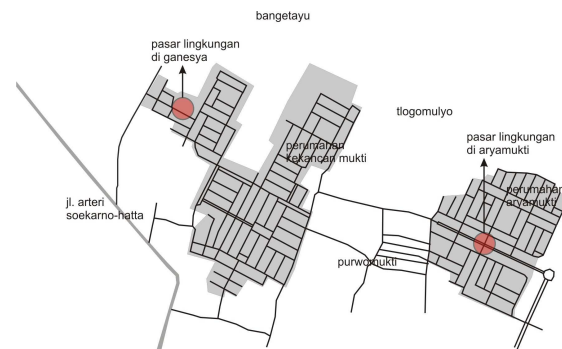 bangetayu
pasar lingkungan
di ganesya
tlogomulyo
pasar lingkungan
di aryamukti
perumahan
kekancan mukti
perumahan
aryamukti
jl. arteri
soekarno-hatta
purwomukti